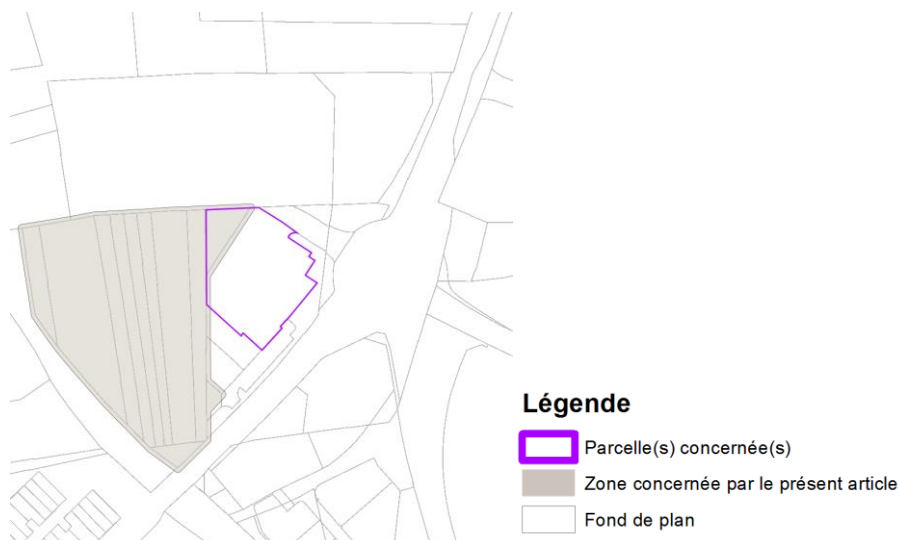 Légende
Parcelle(s) concernée(s)
Zone concernée par le présent article
Fond de plan